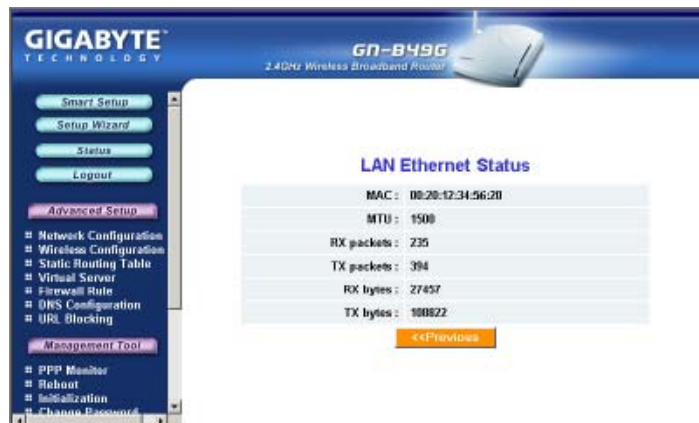 GIGABYTE
TECHNOLOGY
GN-B49G
2.4GHz Wireless Broadband Router
Smart Setup
Setup Wizard
Status
Logout
Advanced Setup
Network Configuration
Wireless Configuration
Static Routing Table
Virtual Server
Firewall Rule
DNS Configuration
URL Blocking
Management Tool
PPP Monitor
Reboot
Initialization
Change Password
LAN Ethernet Status
MAC : 00:20:12:34:56:20
MTU : 1500
RX packets : 235
TX packets : 394
RX bytes : 27457
TX bytes : 100822
<<Previous